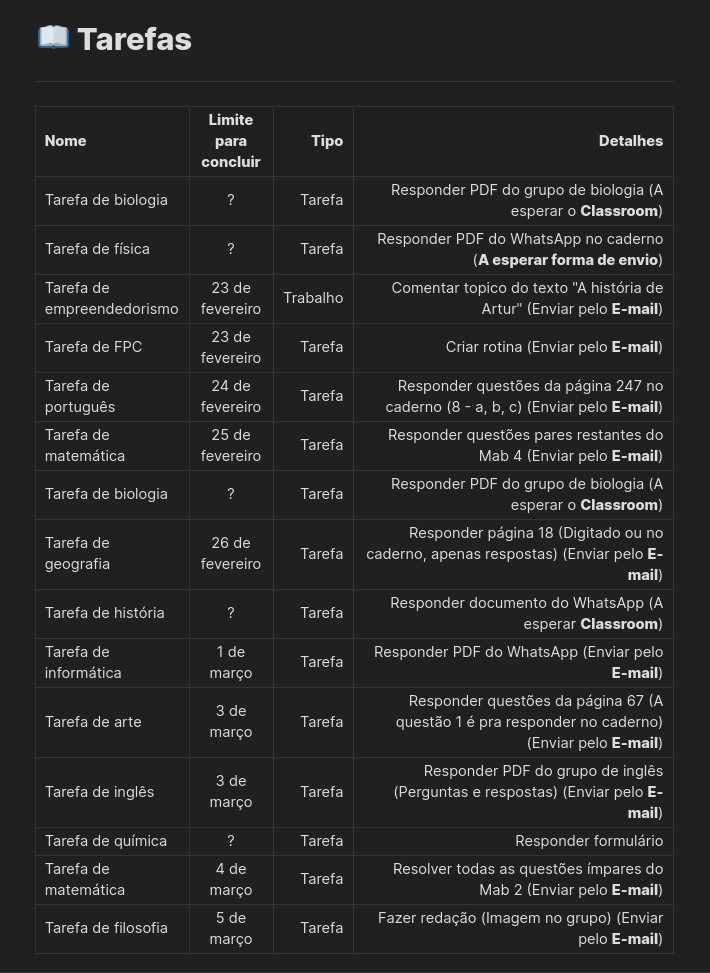 📖 Tarefas
Nome
Limite
para
concluir
Tipo
Detalhes
Tarefa de biologia
?
Tarefa
Responder PDF do grupo de biologia (A
esperar o Classroom)
Tarefa de física
?
Tarefa
Responder PDF do WhatsApp no caderno
(A esperar forma de envio)
Tarefa de
empreendedorismo
23 de
fevereiro
Trabalho
Comentar topico do texto "A história de
Artur" (Enviar pelo E-mail)
Tarefa de FPC
23 de
fevereiro
Tarefa
Criar rotina (Enviar pelo E-mail)
Tarefa de
português
24 de
fevereiro
Tarefa
Responder questões da página 247 no
caderno (8 - a, b, c) (Enviar pelo E-mail)
Tarefa de
matemática
25 de
fevereiro
Tarefa
Responder questões pares restantes do
Mab 4 (Enviar pelo E-mail)
Tarefa de biologia
?
Tarefa
Responder PDF do grupo de biologia (A
esperar o Classroom)
Tarefa de
geografia
26 de
fevereiro
Tarefa
Responder página 18 (Digitado ou no
caderno, apenas respostas) (Enviar pelo E-
mail)
Tarefa de história
?
Tarefa
Responder documento do WhatsApp (A
esperar Classroom)
Tarefa de
informática
1 de
março
Tarefa
Responder PDF do WhatsApp (Enviar pelo
E-mail)
Tarefa de arte
3 de
março
Tarefa
Responder questões da página 67 (A
questão 1 é pra responder no caderno)
(Enviar pelo E-mail)
Tarefa de inglês
3 de
março
Tarefa
Responder PDF do grupo de inglês
(Perguntas e respostas) (Enviar pelo E-
mail)
Tarefa de química
?
Tarefa
Responder formulário
Tarefa de
matemática
4 de
março
Tarefa
Resolver todas as questões ímpares do
Mab 2 (Enviar pelo E-mail)
Tarefa de filosofia
5 de
março
Tarefa
Fazer redação (Imagem no grupo) (Enviar
pelo E-mail)